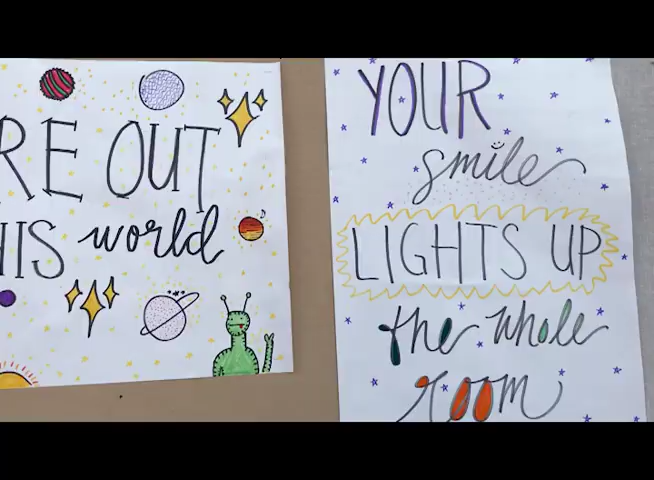 RE OUT
HIS world
YOUR
smile
LIGHTS UP
the whole
room